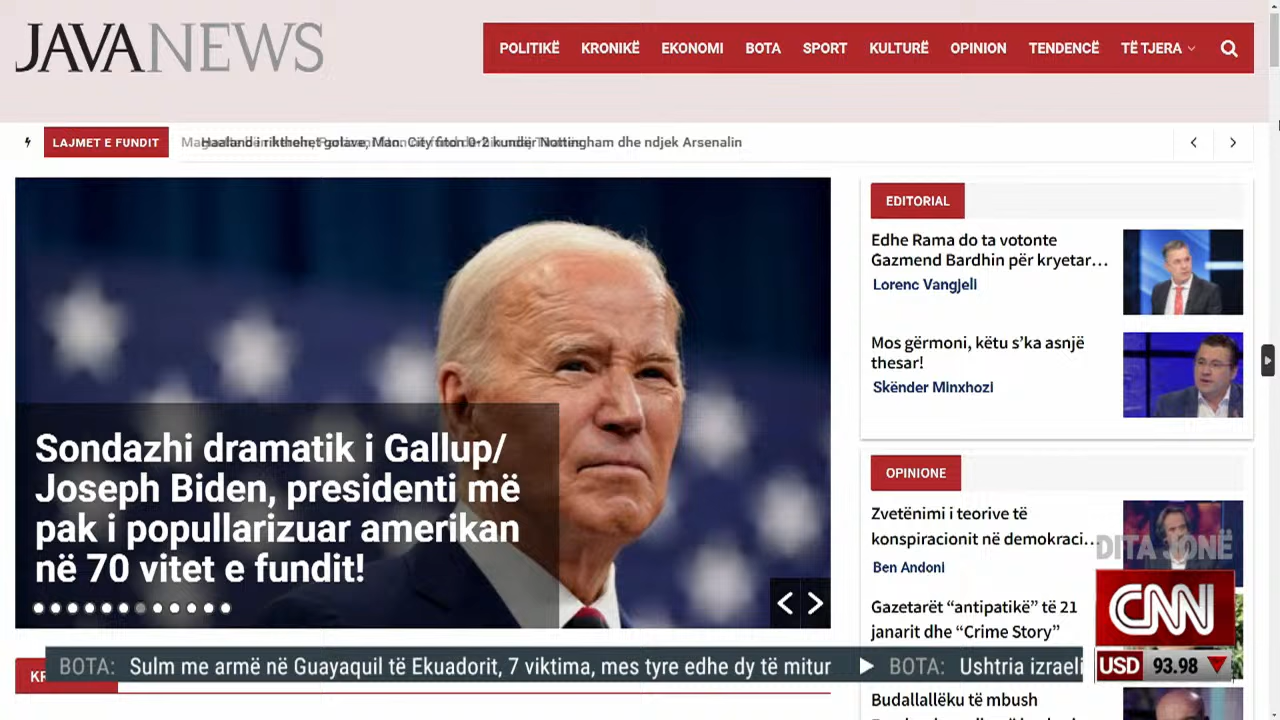 JAVANEWS
POLITIKË KRONIKË EKONOMI BOTA SPORT KULTURË OPINION TENDENCË TË TJERA
LAJMET E FUNDIT
Haaland i rikthehet golave, Man. City fiton 0-2 kundër Nottingham dhe ndjek Arsenalin
Sondazhi dramatik i Gallup/
Joseph Biden, presidenti më
pak i popullarizuar amerikan
në 70 vitet e fundit!
EDITORIAL
Edhe Rama do ta votonte
Gazmend Bardhin për kryetar…
Lorenc Vangjeli
Mos gërmoni, këtu s’ka asnjë
thesar!
Skënder Minxhozi
OPINIONE
Zvetënimi i teorive të
konspiracionit në demokraci…
Ben Andoni
Gazetarët “antipatikë” të 21
janarit dhe “Crime Story”
Budallallëku të mbush
DITA JONË
CNN
USD 93.98
KR
BOTA: Sulm me armë në Guayaquil të Ekuadorit, 7 viktima, mes tyre edhe dy të mitur BOTA: Ushtria izraeli